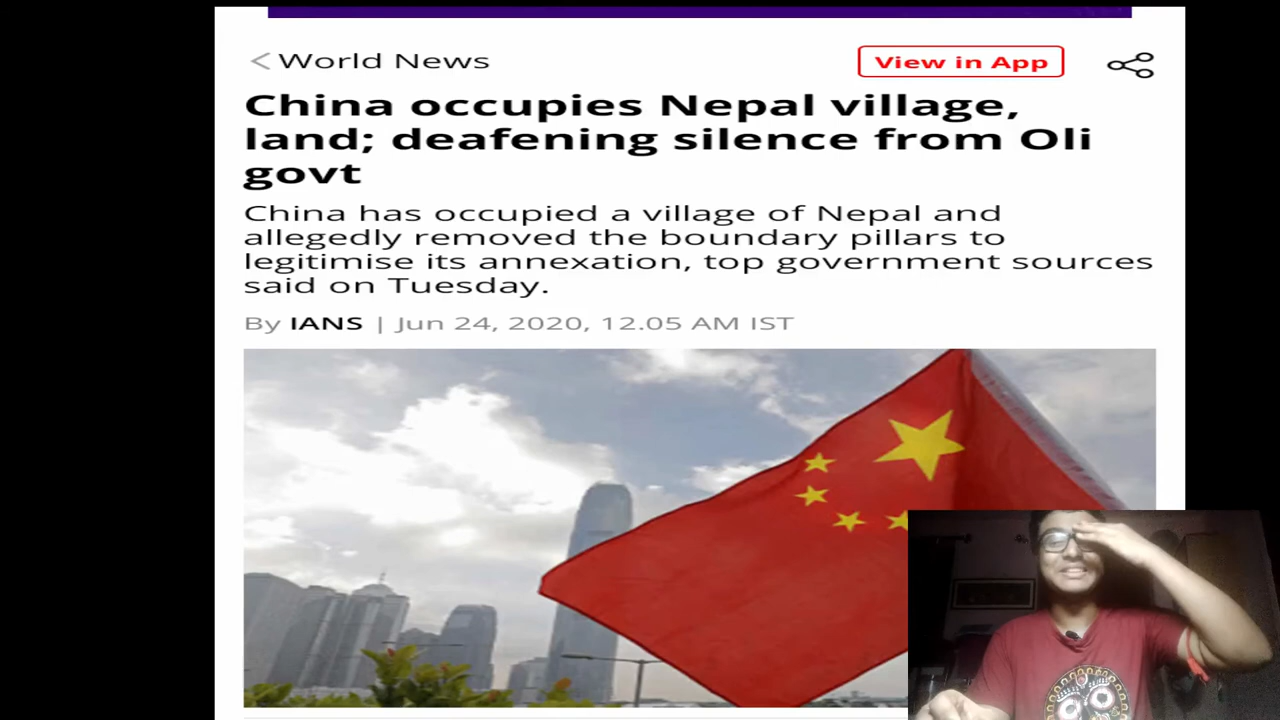 World News
View in App
China occupies Nepal village,
land; deafening silence from Oli
govt
China has occupied a village of Nepal and
allegedly removed the boundary pillars to
legitimise its annexation, top government sources
said on Tuesday.
By IANS | Jun 24, 2020, 12.05 AM IST